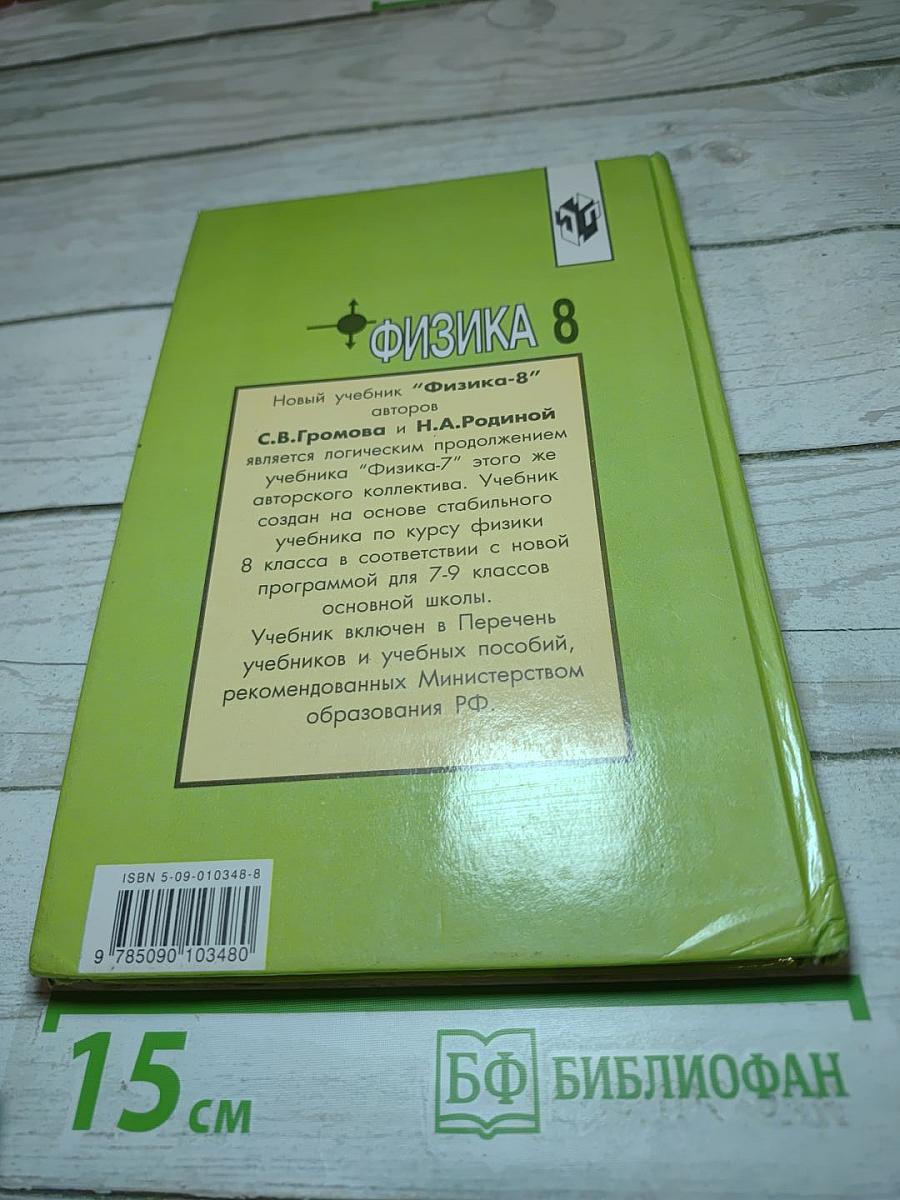 ФИЗИКА 8
Новый учебник "Физика-8"
авторов
С.В.Громова и Н.А.Родиной
является логическим продолжением
учебника "Физика-7" этого же
авторского коллектива. Учебник
создан на основе стабильного
учебника по курсу физики
8 класса в соответствии с новой
программой для 7-9 классов
основной школы.
Учебник включен в Перечень
учебников и учебных пособий,
рекомендованных Министерством
образования РФ.
ISBN 5-09-010348-8
9 785090 103480
15 см
БФ БИБЛИОФАН